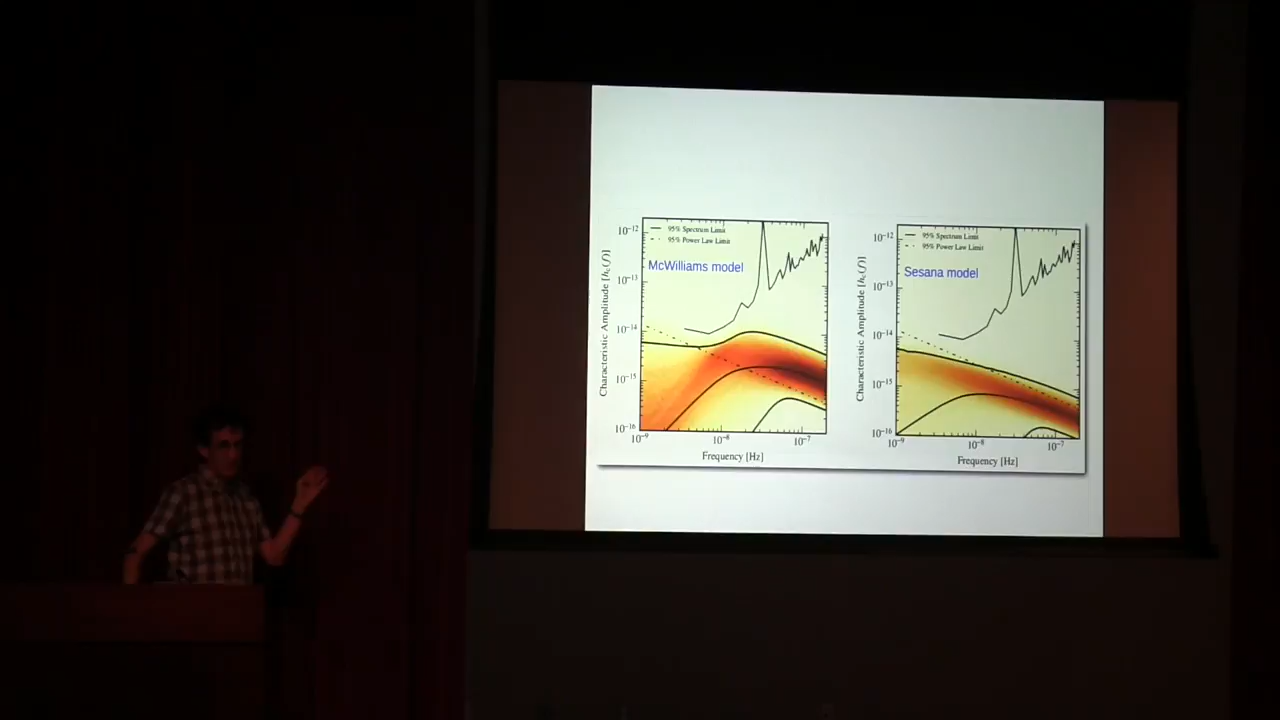 95% Spectrum Limit
95% Power Law Limit
McWilliams model
Characteristic Amplitude [h_c(f)]
10⁻¹²
10⁻¹³
10⁻¹⁴
10⁻¹⁵
10⁻¹⁶
10⁻⁹
10⁻⁸
10⁻⁷
Frequency [Hz]
95% Spectrum Limit
95% Power Law Limit
Sesana model
Characteristic Amplitude [h_c(f)]
10⁻¹²
10⁻¹³
10⁻¹⁴
10⁻¹⁵
10⁻¹⁶
10⁻⁹
10⁻⁸
10⁻⁷
Frequency [Hz]